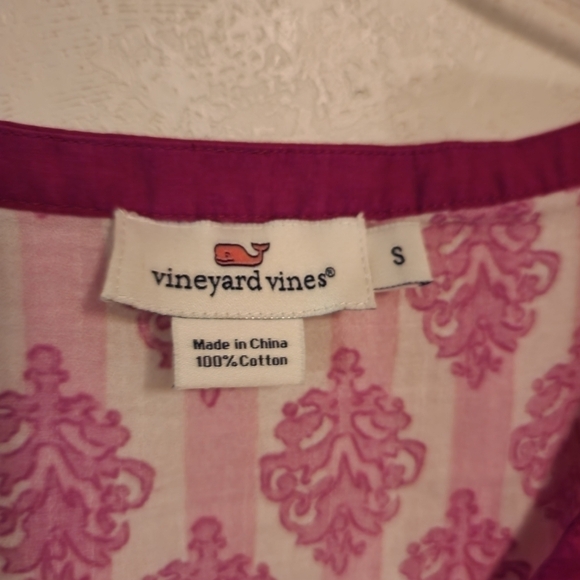 vineyard vines®
S
Made in China
100% Cotton